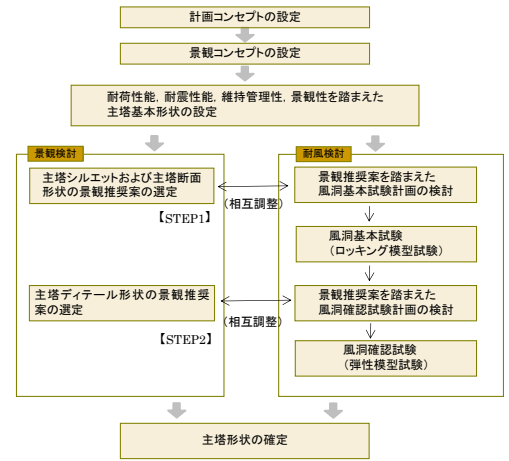 計画コンセプトの設定
景観コンセプトの設定
耐荷性能，耐震性能，維持管理性，景観性を踏まえた
主塔基本形状の設定
景観検討
主塔シルエットおよび主塔断面
形状の景観推奨案の選定
【STEP1】
主塔ディテール形状の景観推奨
案の選定
【STEP2】
（相互調整）
（相互調整）
耐風検討
景観推奨案を踏まえた
風洞基本試験計画の検討
風洞基本試験
（ロッキング模型試験）
景観推奨案を踏まえた
風洞確認試験計画の検討
風洞確認試験
（弾性模型試験）
主塔形状の確定